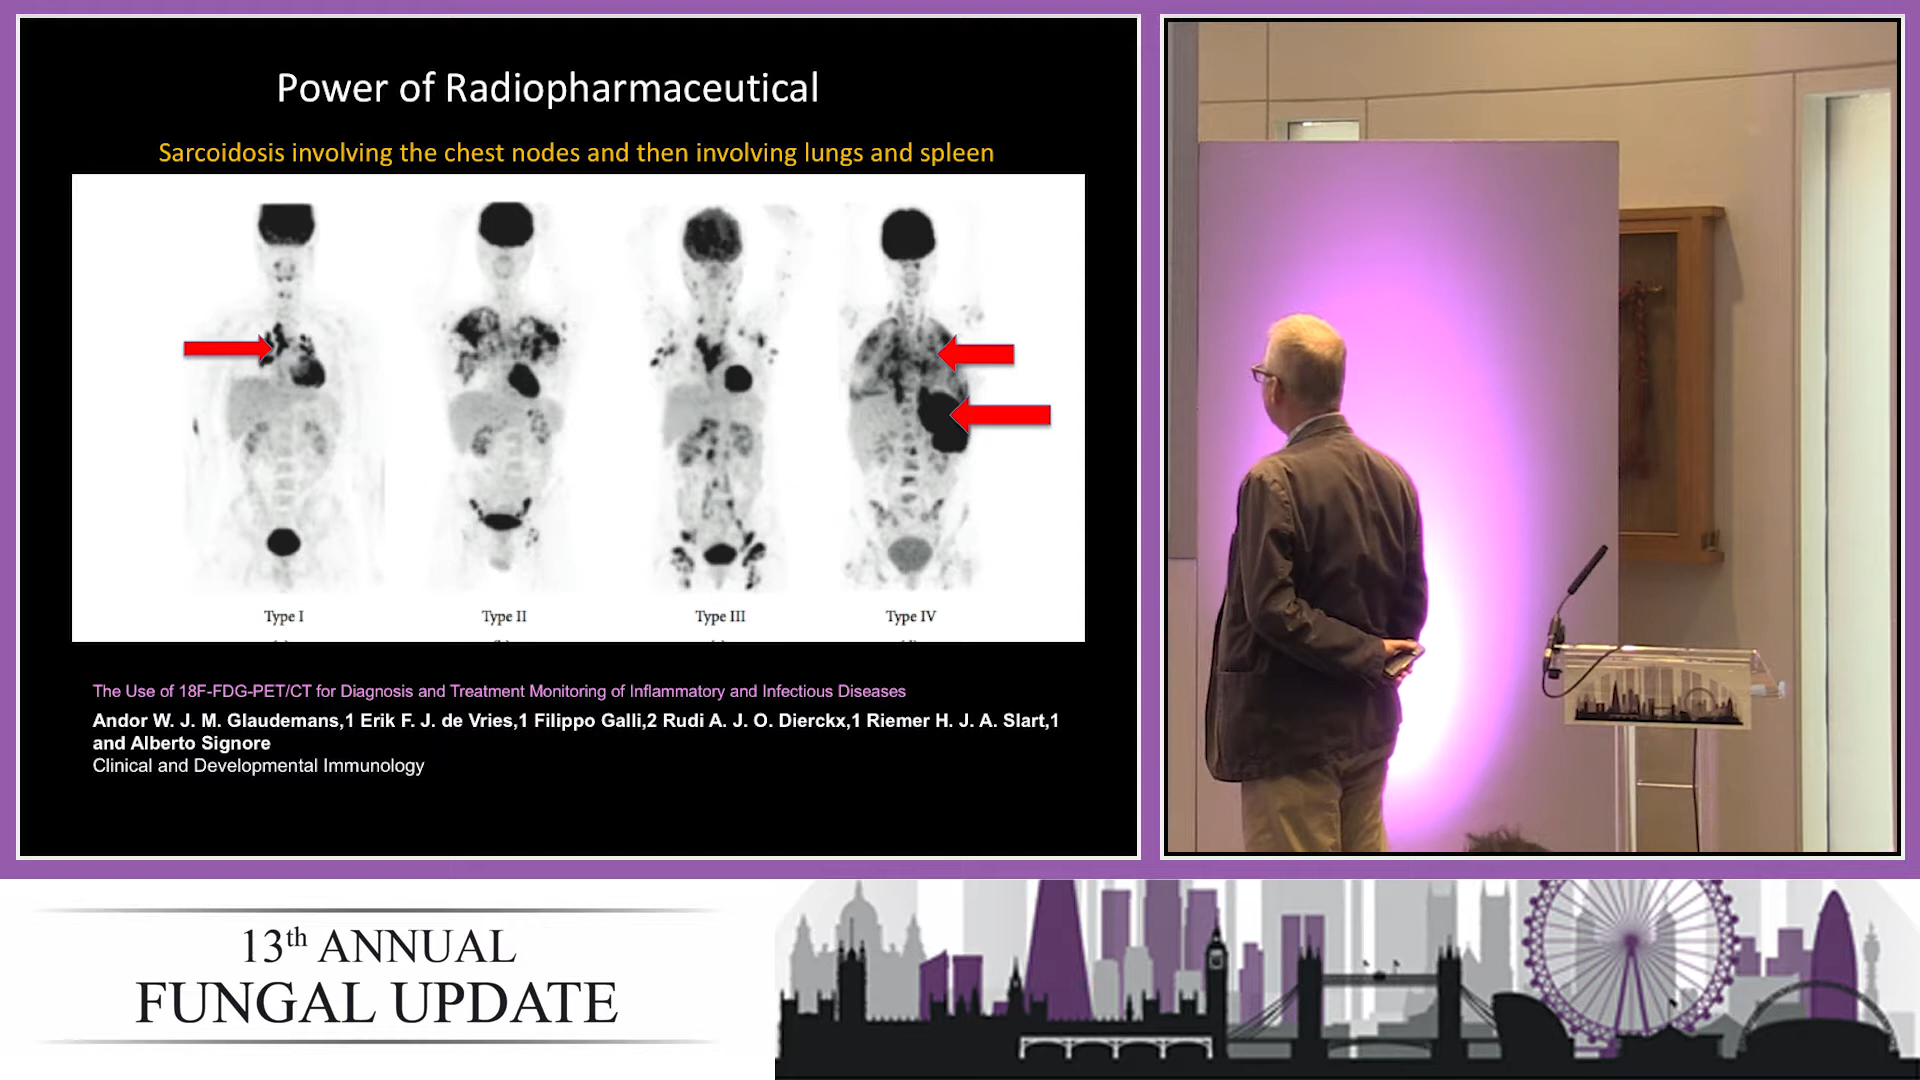 Power of Radiopharmaceutical
Sarcoidosis involving the chest nodes and then involving lungs and spleen
Type I
Type II
Type III
Type IV
The Use of 18F-FDG-PET/CT for Diagnosis and Treatment Monitoring of Inflammatory and Infectious Diseases
Andor W. J. M. Glaudemans,1 Erik F. J. de Vries,1 Filippo Galli,2 Rudi A. J. O. Dierckx,1 Riemer H. J. A. Slart,1
and Alberto Signore
Clinical and Developmental Immunology
13th ANNUAL
FUNGAL UPDATE